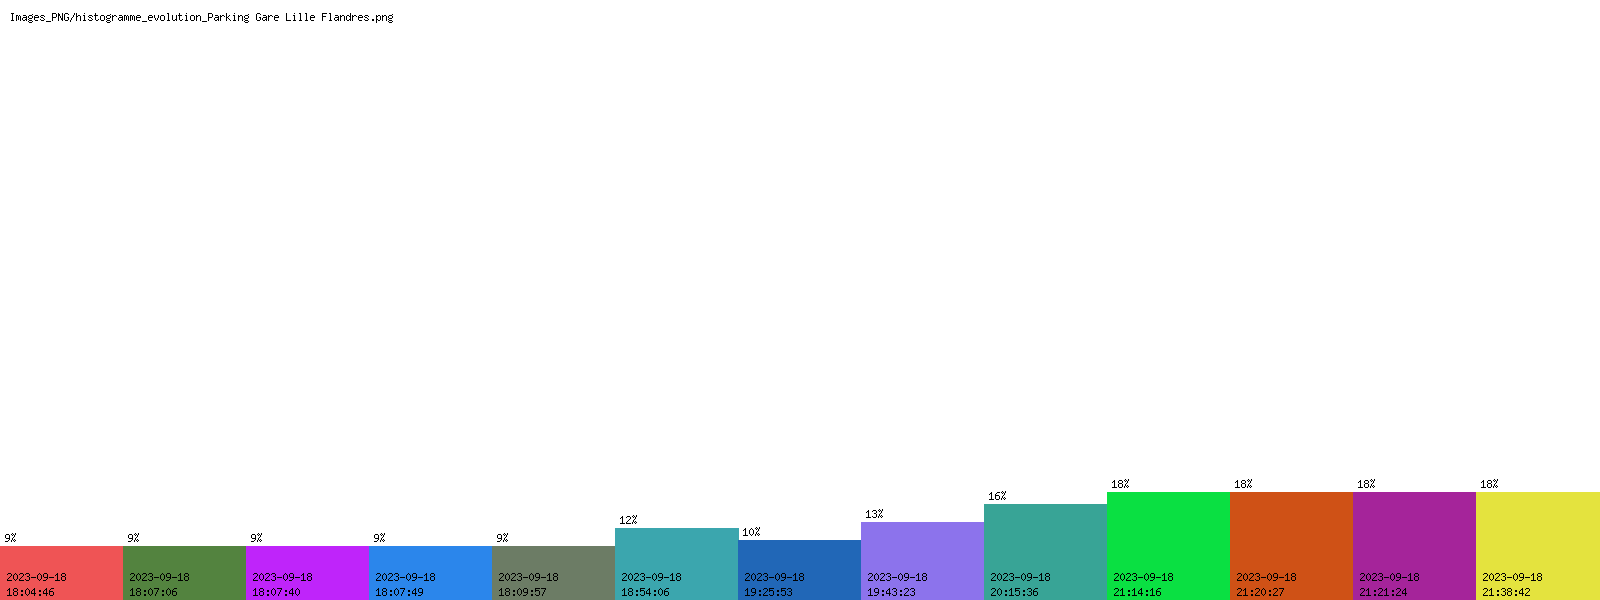 Images_PNG/histogramme_evolution_Parking Gare Lille Flandres.png
18% 18% 18% 18%
16%
13%
12%
10%
9% 9% 9% 9% 9%
2023-09-18 2023-09-18 2023-09-18 2023-09-18 2023-09-18 2023-09-18 2023-09-18 2023-09-18 2023-09-18 2023-09-18 2023-09-18 2023-09-18 2023-09-18
18:04:46 18:07:06 18:07:40 18:07:49 18:09:57 18:54:06 19:25:53 19:43:23 20:15:36 21:14:16 21:20:27 21:21:24 21:38:42